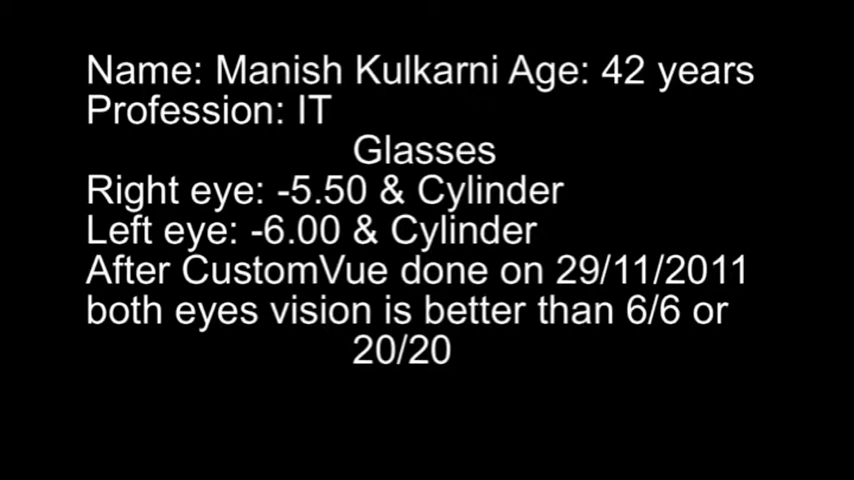 Name: Manish Kulkarni Age: 42 years
Profession: IT
Glasses
Right eye: -5.50 & Cylinder
Left eye: -6.00 & Cylinder
After CustomVue done on 29/11/2011
both eyes vision is better than 6/6 or
20/20